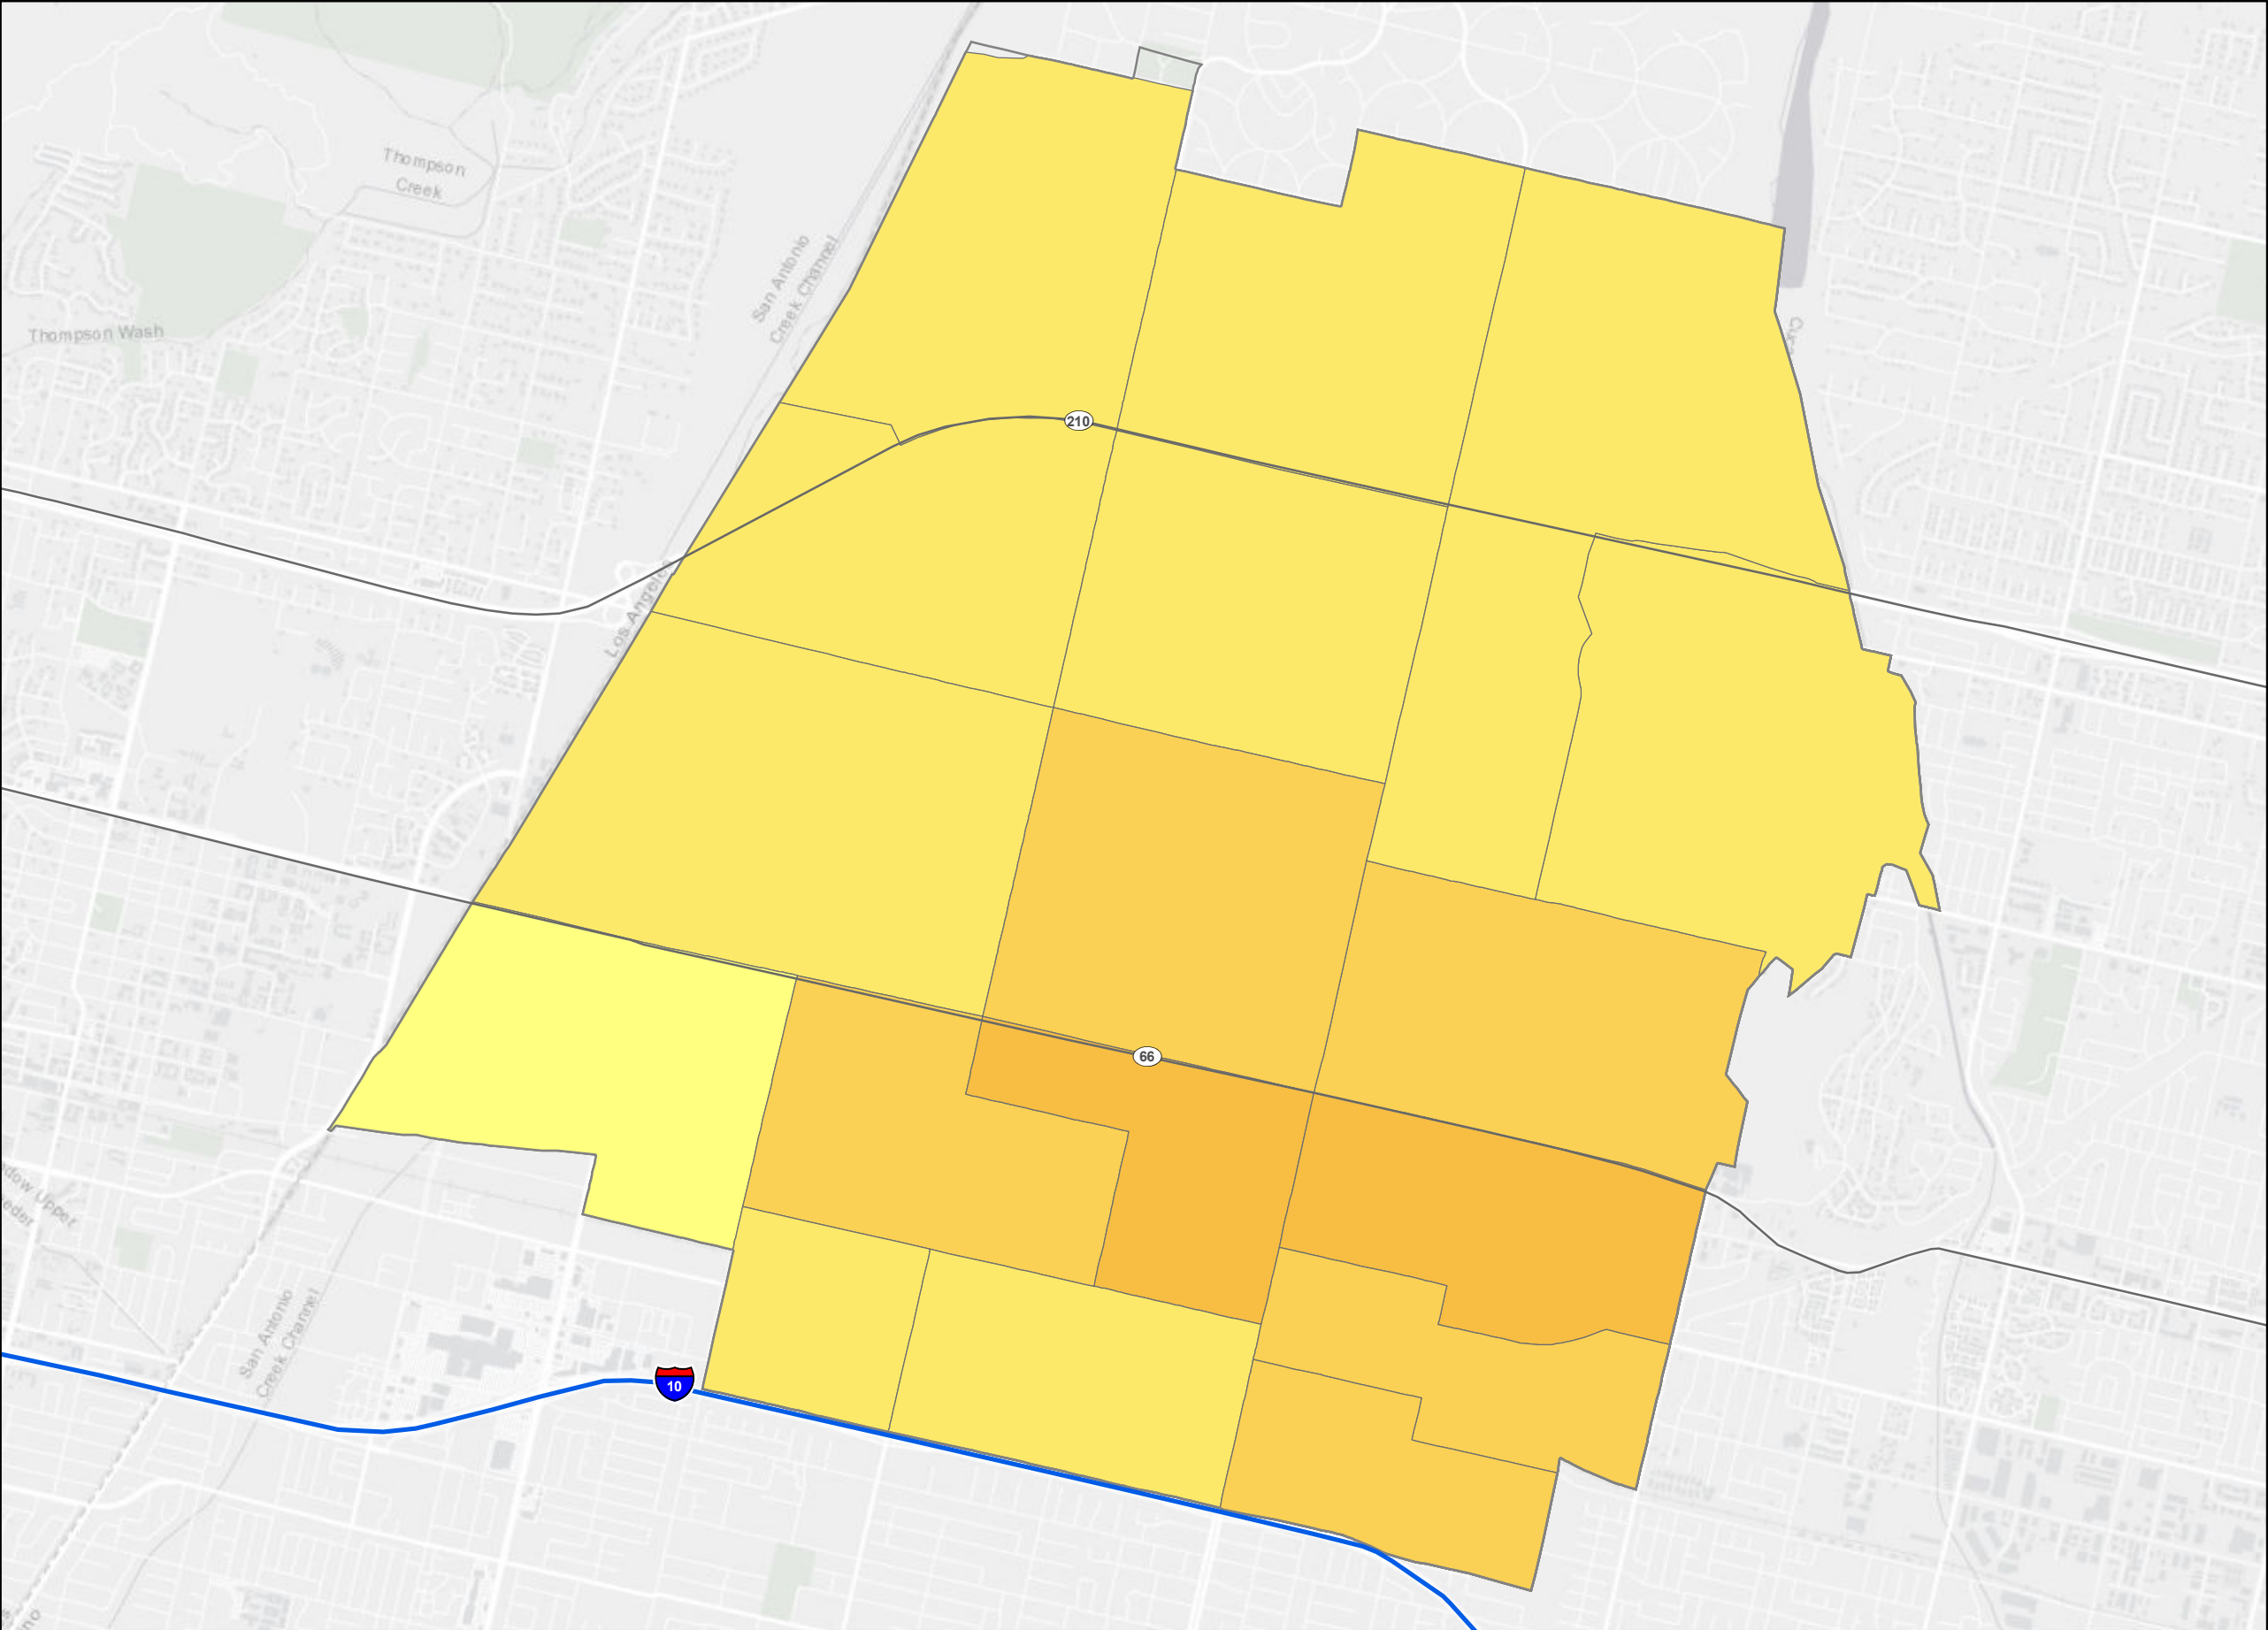 Thompson
Creek
San Antonio
Creek Channel
Thompson Wash
210
Los Angeles
66
San Antonio
Creek Channel
10